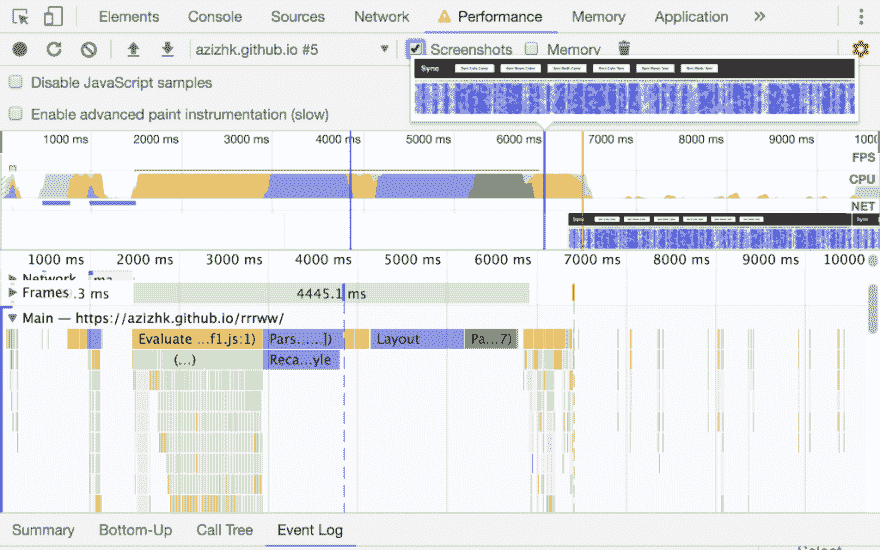 Elements Console Sources Network Performance Memory Application »
azizhk.github.io #5 Screenshots Memory
Sync
Disable JavaScript samples
Enable advanced paint instrumentation (slow)
1000 ms 2000 ms 3000 ms 4000 ms 5000 ms 6000 ms 7000 ms 8000 ms 9000 ms 1000
FPS
CPU
NET
1000 ms 2000 ms 3000 ms 4000 ms 5000 ms 6000 ms 7000 ms 8000 ms 9000 ms 10000
Network
Frames .3 ms 4445.1 ms
Main — https://azizhk.github.io/rrrww/
Evaluate ...f1.js:1) Pars... ...]) Layout Pa...7)
(...) Reca...yle
Summary Bottom-Up Call Tree Event Log